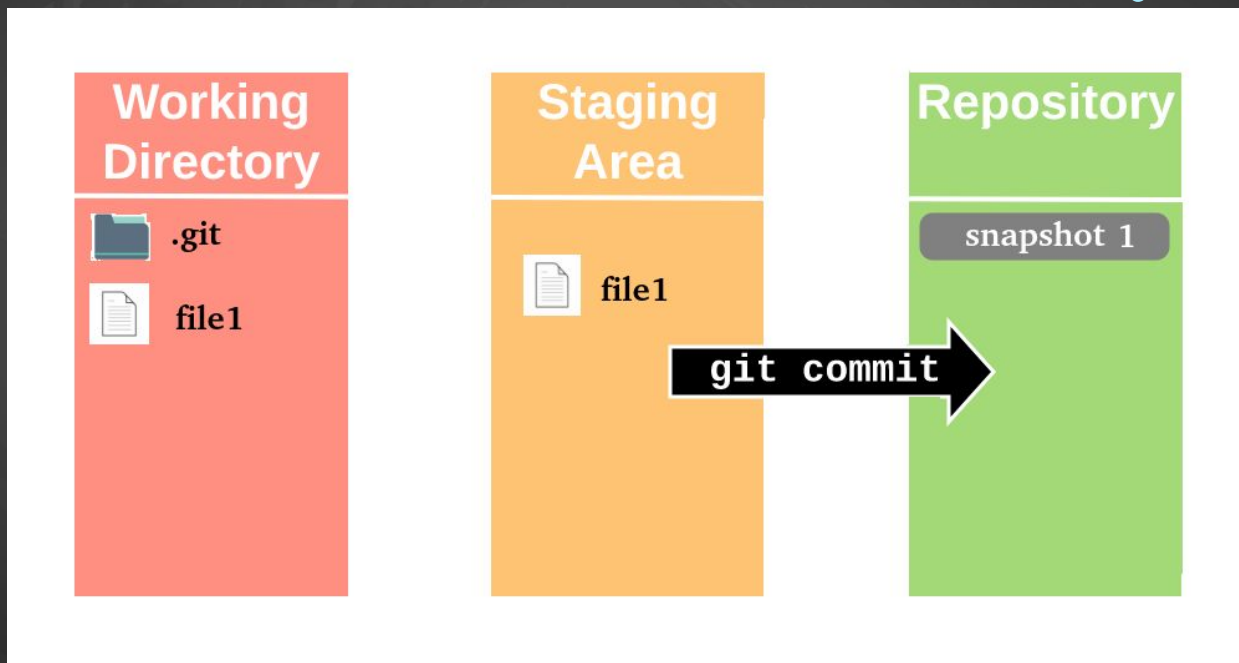 Working
Directory
.git
file1
Staging
Area
file1
git commit
Repository
snapshot 1